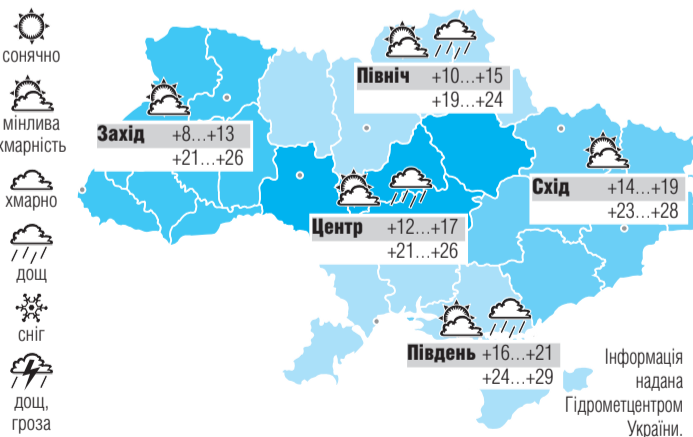 сонячно
мінлива
хмарність
хмарно
дощ
сніг
дощ,
гроза
Північ +10...+15
+19...+24
Захід +8...+13
+21...+26
Схід +14...+19
+23...+28
Центр +12...+17
+21...+26
Південь +16...+21
+24...+29
Інформація
надана
Гідрометцентром
України.